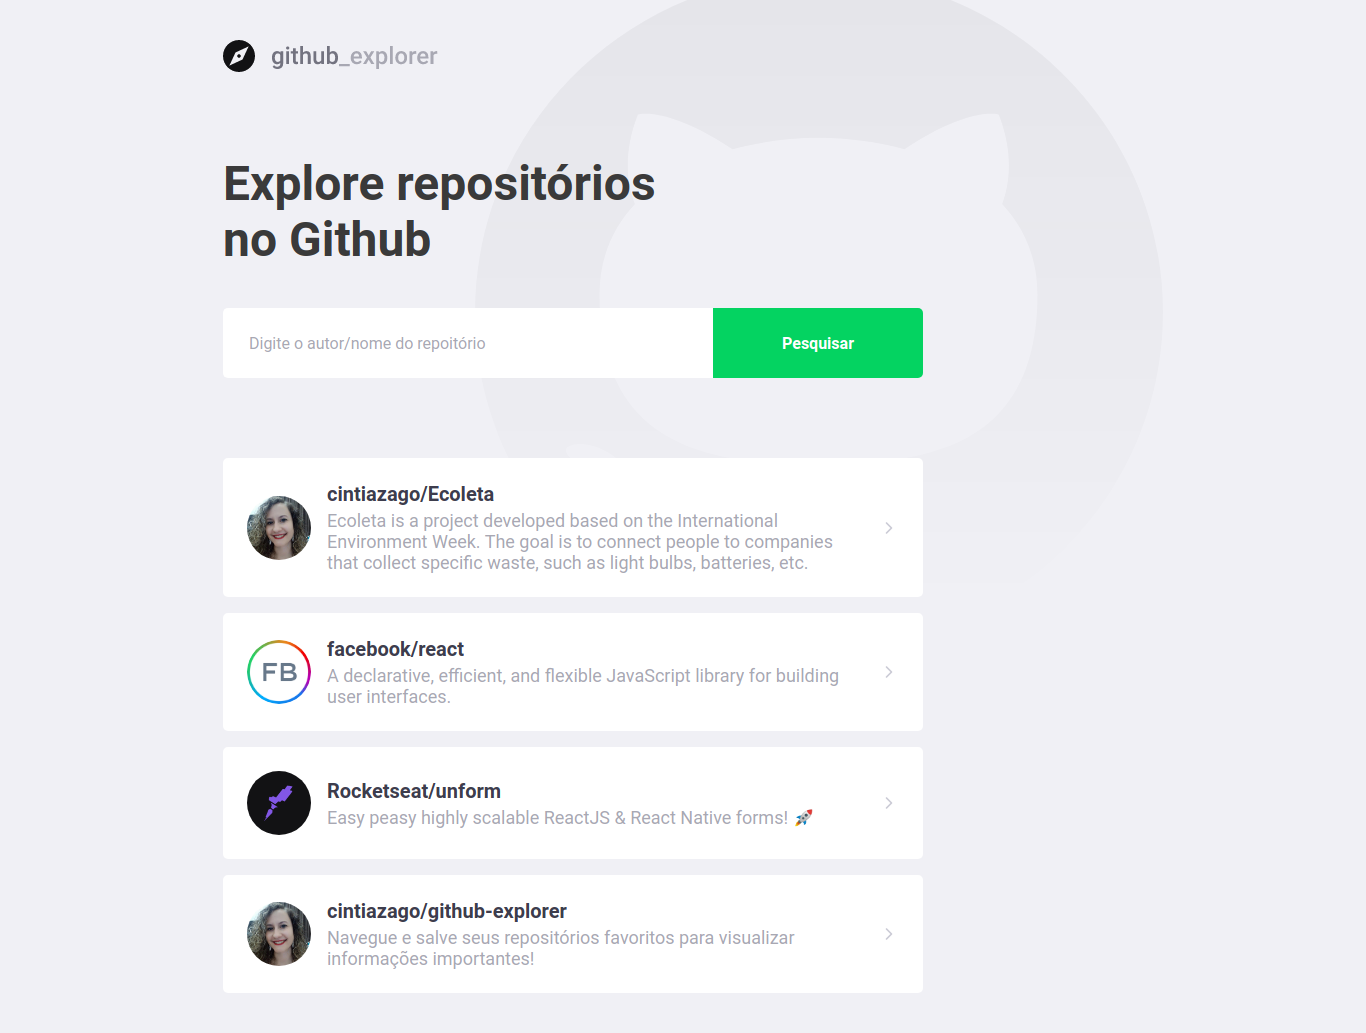 github_explorer
Explore repositórios
no Github
Digite o autor/nome do repoitório
Pesquisar
cintiazago/Ecoleta
Ecoleta is a project developed based on the International
Environment Week. The goal is to connect people to companies
that collect specific waste, such as light bulbs, batteries, etc.
FB
facebook/react
A declarative, efficient, and flexible JavaScript library for building
user interfaces.
Rocketseat/unform
Easy peasy highly scalable ReactJS & React Native forms! 🚀
cintiazago/github-explorer
Navegue e salve seus repositórios favoritos para visualizar
informações importantes!